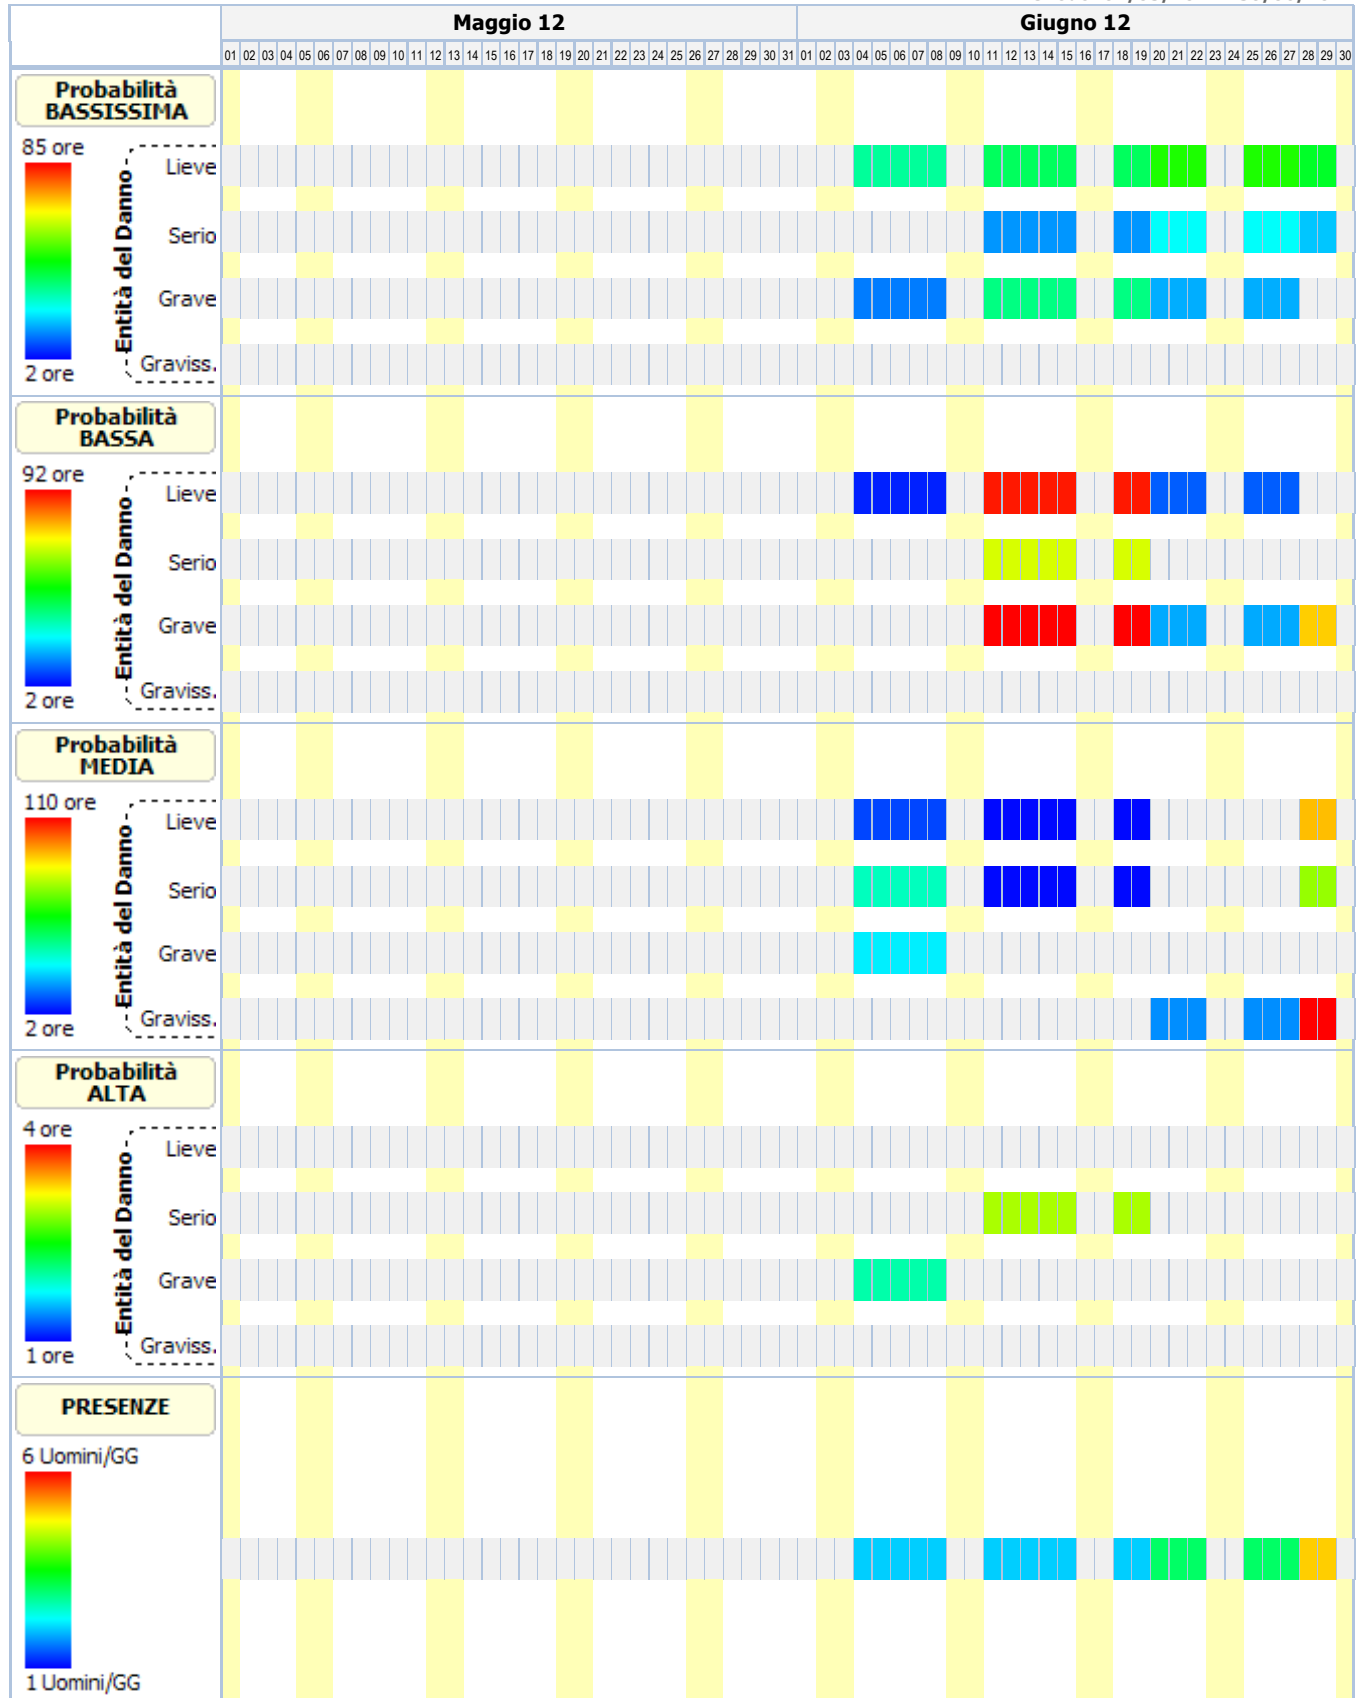 Maggio 12 Giugno 12
01 02 03 04 05 06 07 08 09 10 11 12 13 14 15 16 17 18 19 20 21 22 23 24 25 26 27 28 29 30 31 01 02 03 04 05 06 07 08 09 10 11 12 13 14 15 16 17 18 19 20 21 22 23 24 25 26 27 28 29 30
Probabilità
BASSISSIMA
85 ore
Entità del Danno
Lieve
Serio
Grave
Graviss.
2 ore
Probabilità
BASSA
92 ore
Entità del Danno
Lieve
Serio
Grave
Graviss.
2 ore
Probabilità
MEDIA
110 ore
Entità del Danno
Lieve
Serio
Grave
Graviss.
2 ore
Probabilità
ALTA
4 ore
Entità del Danno
Lieve
Serio
Grave
Graviss.
1 ore
PRESENZE
6 Uomini/GG
1 Uomini/GG